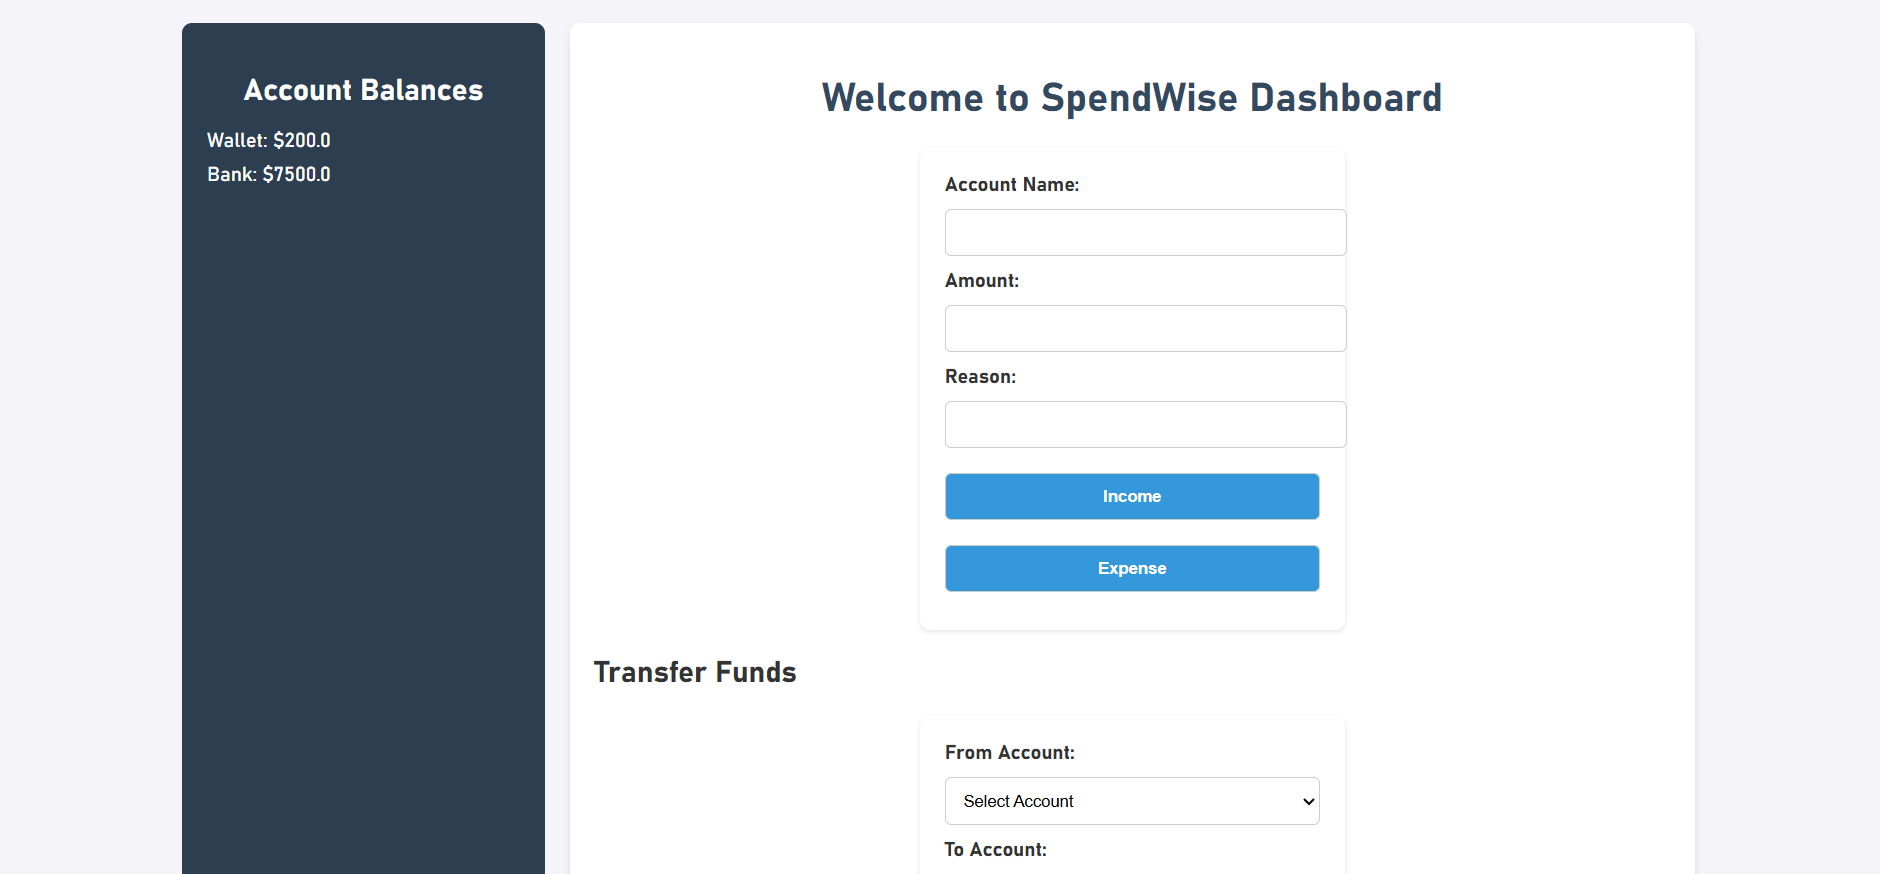 Account Balances
Wallet: $200.0
Bank: $7500.0
Welcome to SpendWise Dashboard
Account Name:
Amount:
Reason:
Income
Expense
Transfer Funds
From Account:
Select Account
To Account: